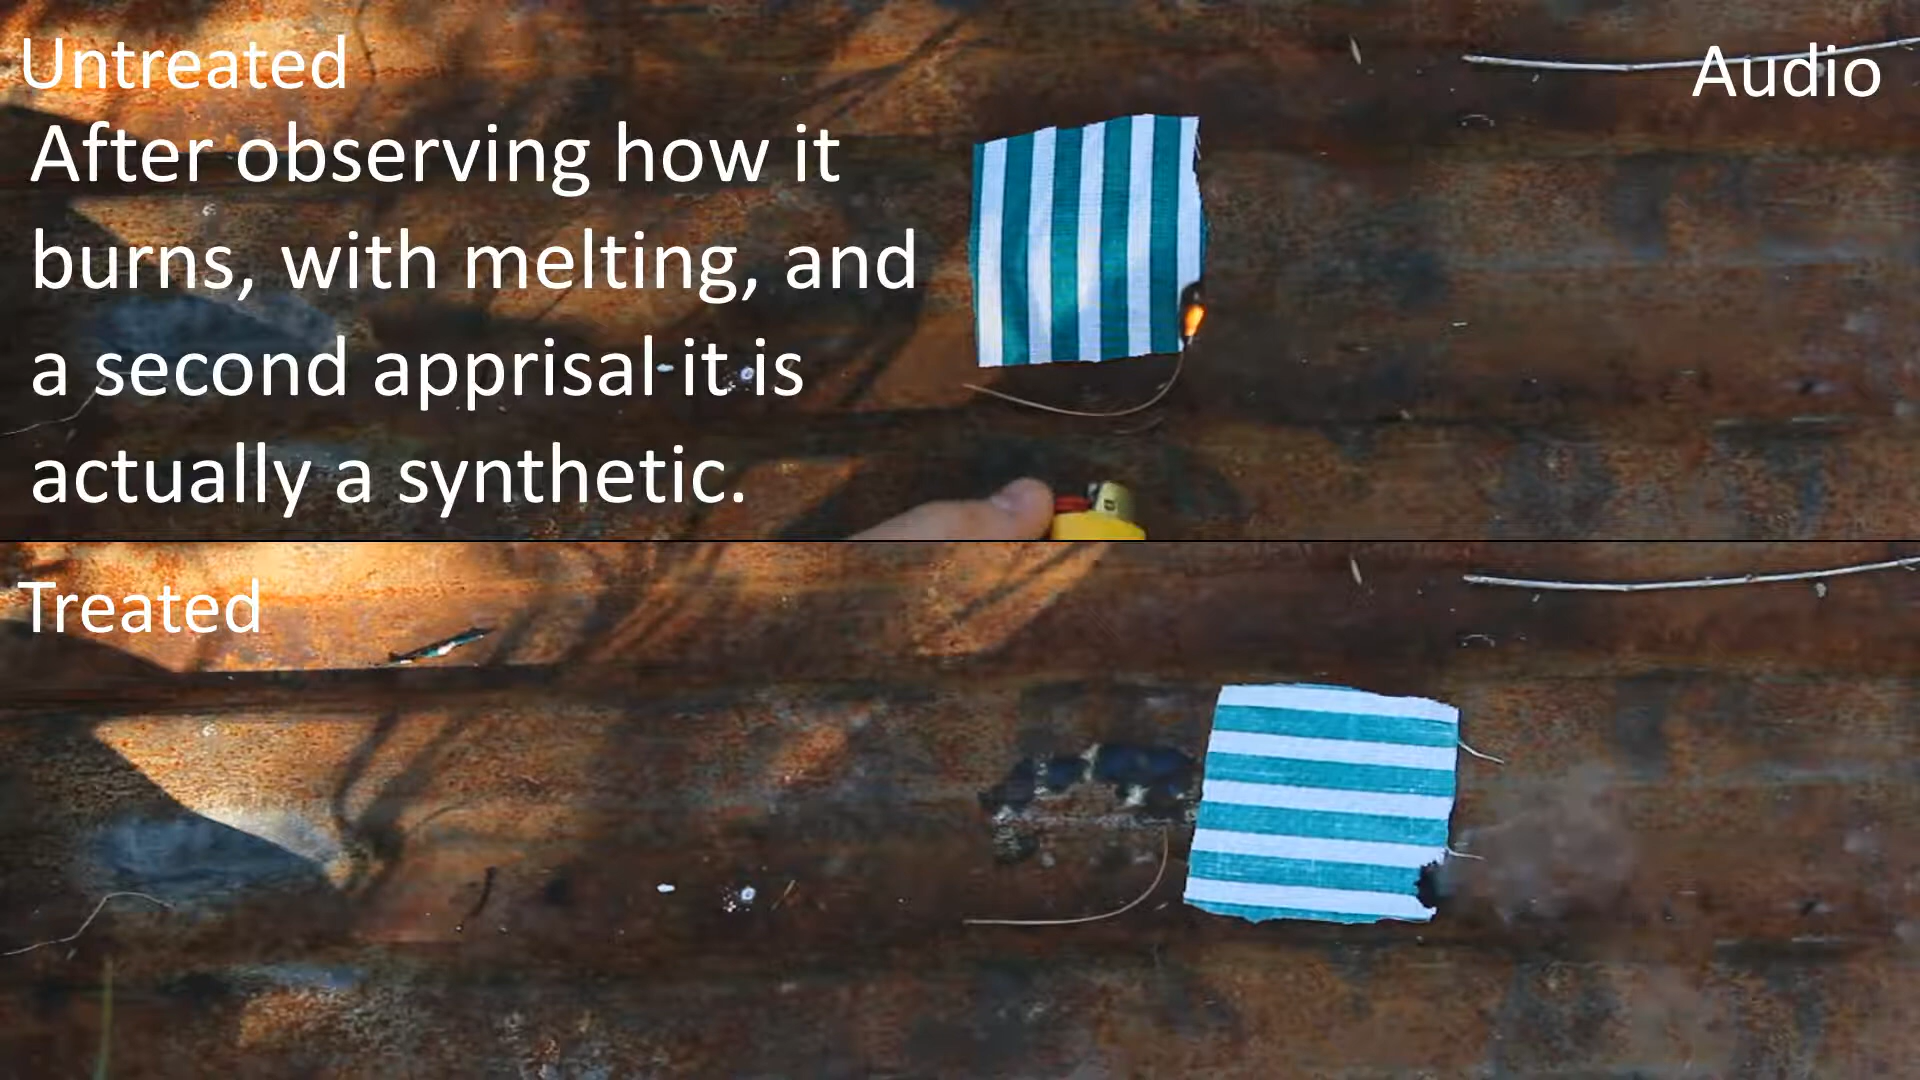 Untreated
Audio
After observing how it
burns, with melting, and
a second apprisal it is
actually a synthetic.
Treated